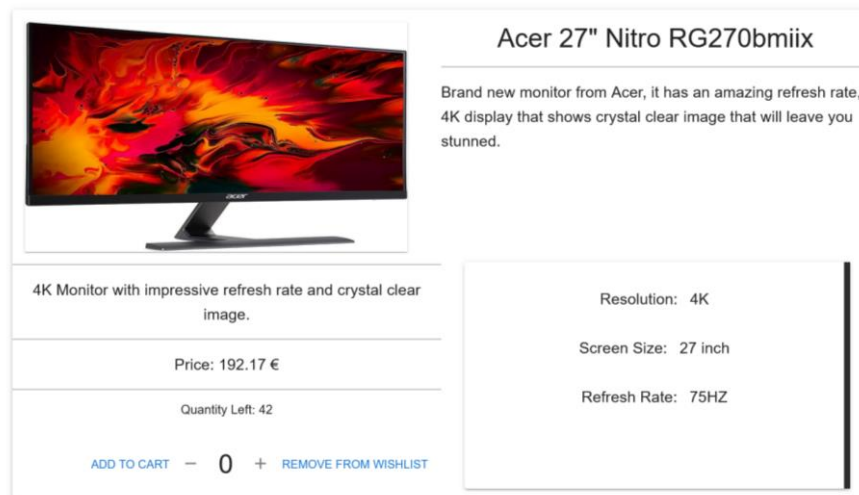 acer
Acer 27" Nitro RG270bmiix
Brand new monitor from Acer, it has an amazing refresh rate,
4K display that shows crystal clear image that will leave you
stunned.
4K Monitor with impressive refresh rate and crystal clear
image.
Price: 192.17 €
Quantity Left: 42
ADD TO CART − 0 + REMOVE FROM WISHLIST
Resolution: 4K
Screen Size: 27 inch
Refresh Rate: 75HZ